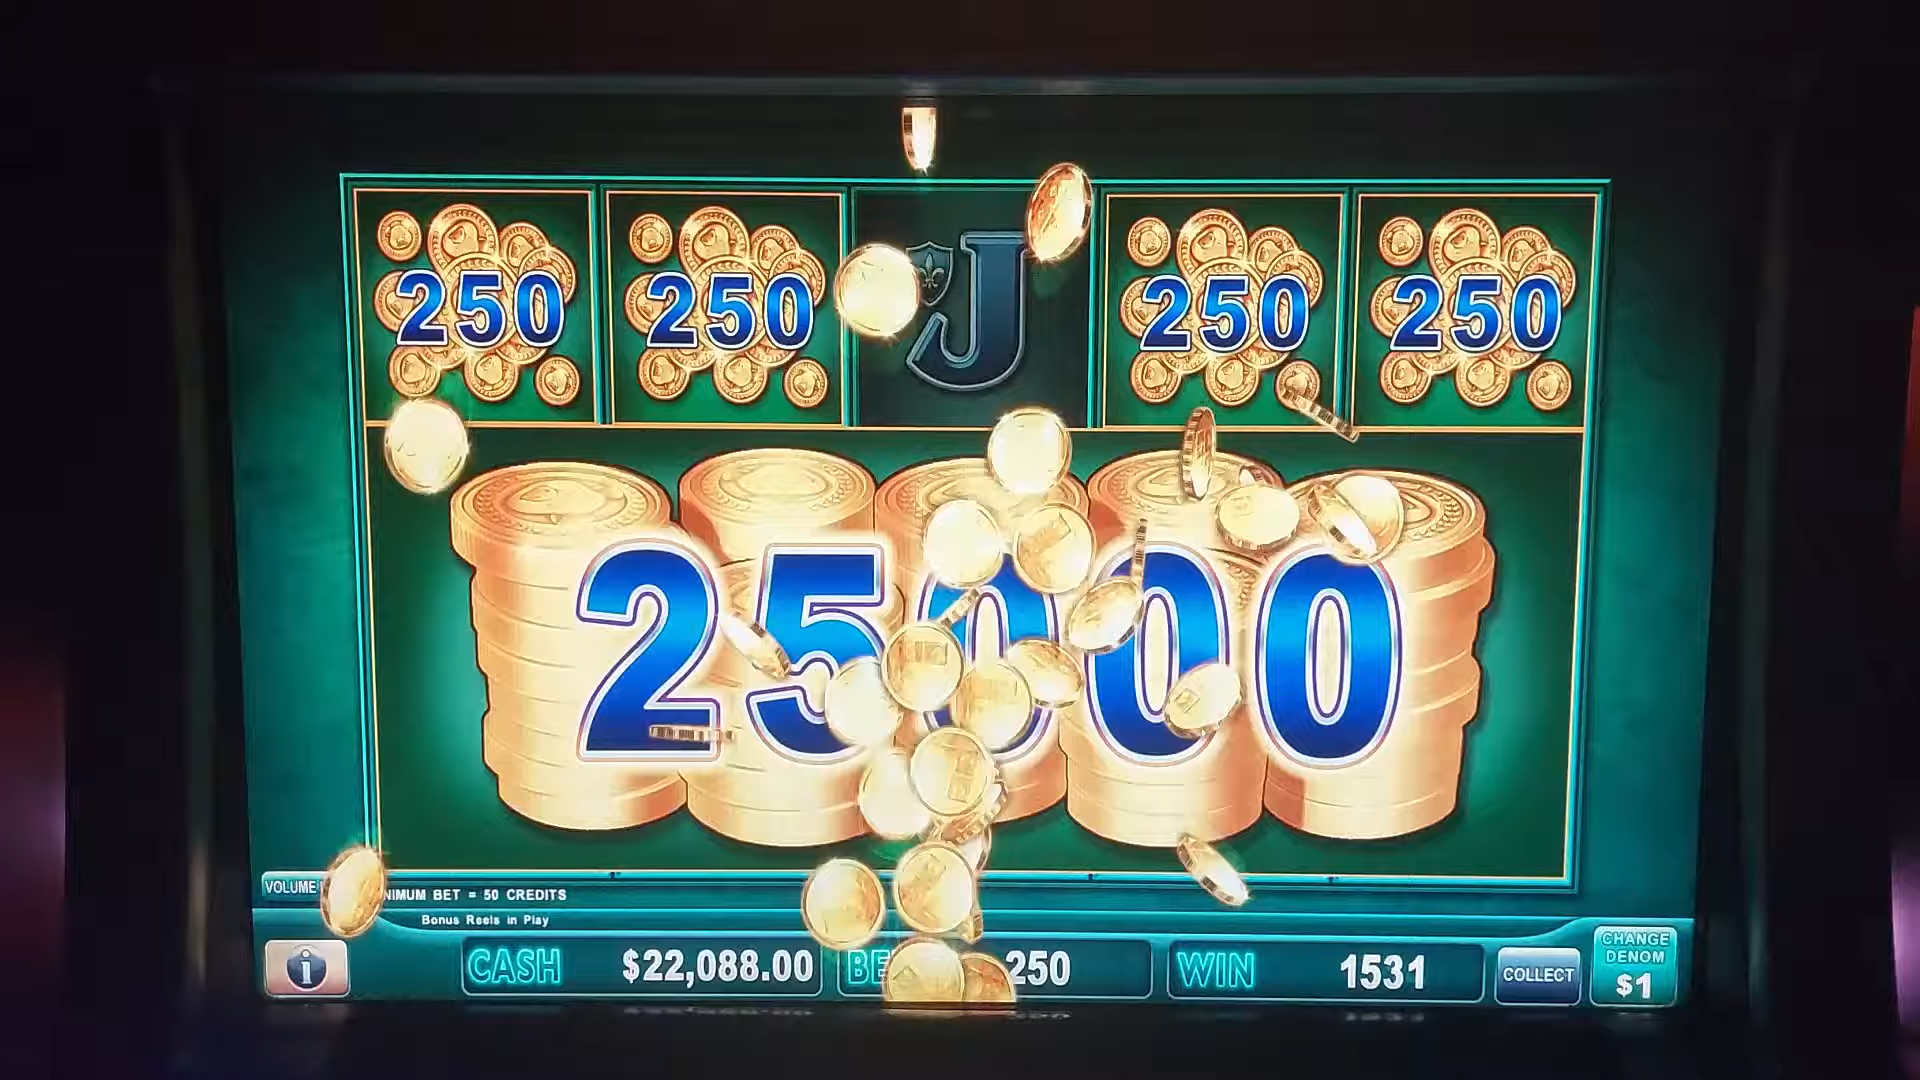 250 250 J 250 250
25000
VOLUME
NIMUM BET = 50 CREDITS
Bonus Reels in Play
CASH $22,088.00 BE 250 WIN 1531 COLLECT
CHANGE
DENOM
$1